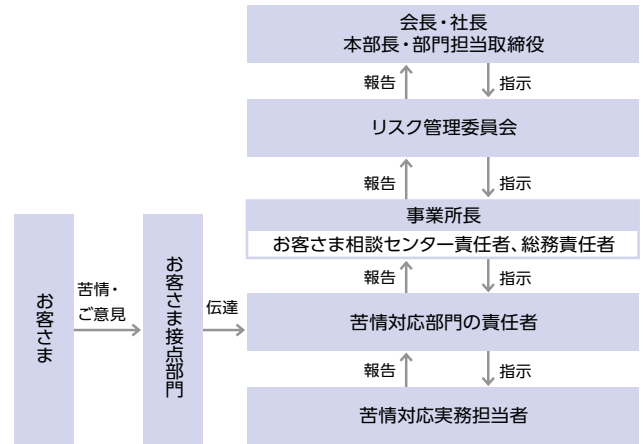 会長・社長
本部長・部門担当取締役
報告
指示
リスク管理委員会
報告
指示
事業所長
お客さま相談センター責任者、総務責任者
報告
指示
お客さま
苦情・
ご意見
お客さま接点部門
伝達
苦情対応部門の責任者
報告
指示
苦情対応実務担当者